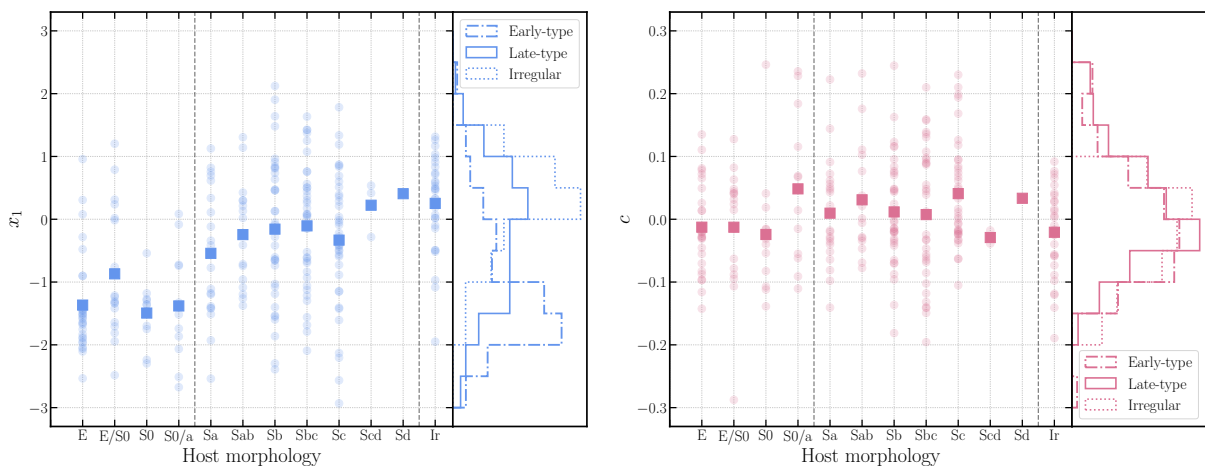 3
2
1
0
−1
−2
−3
x₁
E
E/S0
S0
S0/a
Sa
Sab
Sb
Sbc
Sc
Scd
Sd
Ir
Host morphology
Early-type
Late-type
Irregular
0.3
0.2
0.1
0.0
−0.1
−0.2
−0.3
c
E
E/S0
S0
S0/a
Sa
Sab
Sb
Sbc
Sc
Scd
Sd
Ir
Host morphology
Early-type
Late-type
Irregular